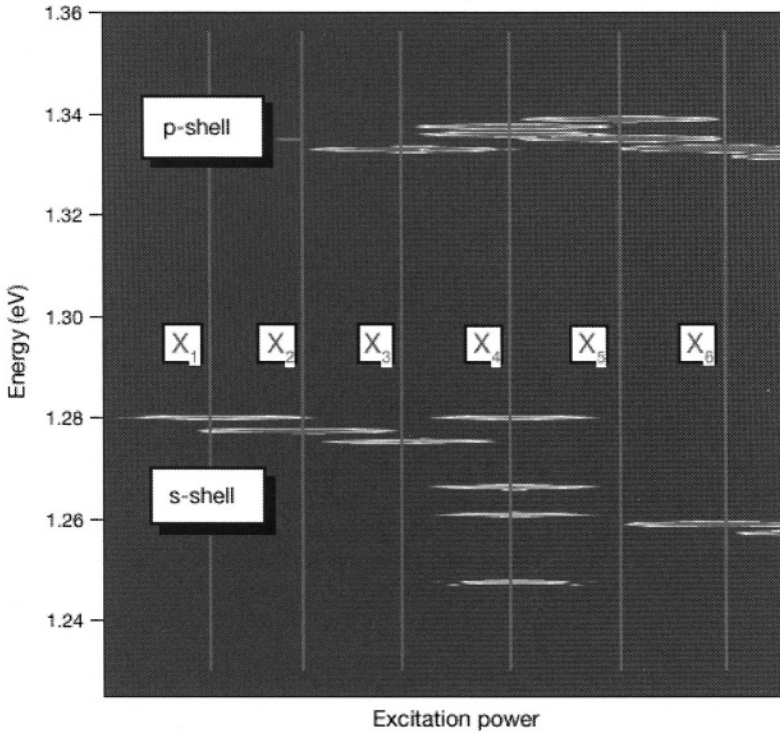 1.36
1.34
1.32
1.30
1.28
1.26
1.24
Energy (eV)
p-shell
X1 X2 X3 X4 X5 X6
s-shell
Excitation power